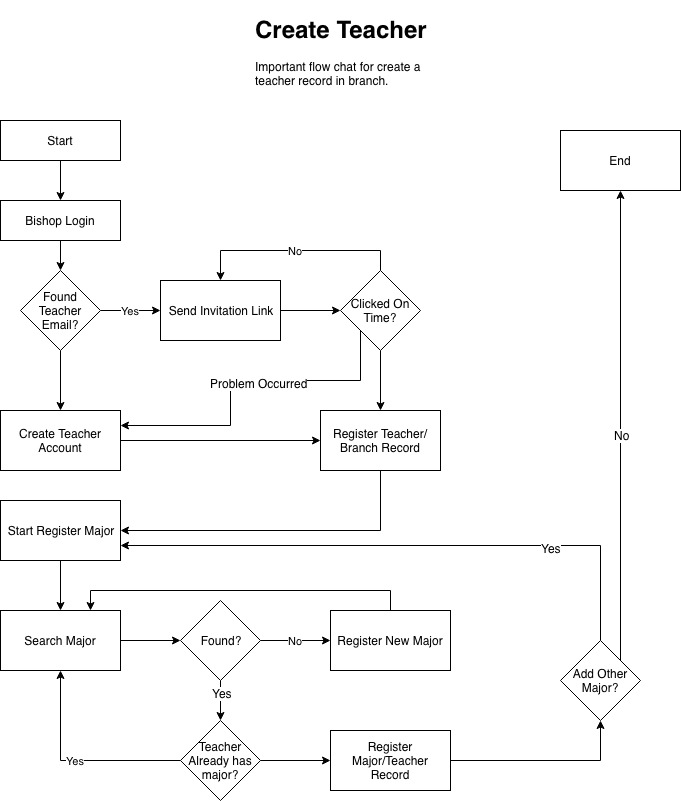 Create Teacher
Important flow chat for create a
teacher record in branch.
Start
End
Bishop Login
No
Found
Teacher
Email?
Yes
Send Invitation Link
Clicked On
Time?
Problem Occurred
Create Teacher
Account
Register Teacher/
Branch Record
No
Start Register Major
Yes
Search Major
Found?
No
Register New Major
Add Other
Major?
Yes
Teacher
Already has
major?
Yes
Register
Major/Teacher
Record